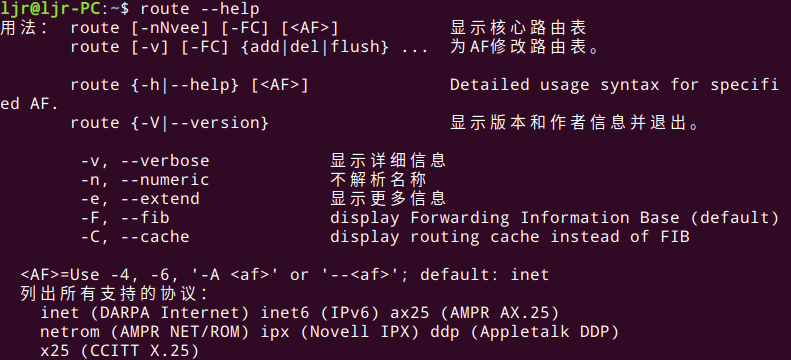 ljr@ljr-PC:~$ route --help
用法： route [-nNvee] [-FC] [<AF>]           显示核心路由表
       route [-v] [-FC] {add|del|flush} ...  为AF修改路由表。

       route {-h|--help} [<AF>]              Detailed usage syntax for specifi
ed AF.
       route {-V|--version}                  显示版本和作者信息并退出。

        -v, --verbose            显示详细信息
        -n, --numeric            不解析名称
        -e, --extend             显示更多信息
        -F, --fib                display Forwarding Information Base (default)
        -C, --cache              display routing cache instead of FIB

  <AF>=Use -4, -6, '-A <af>' or '--<af>'; default: inet
  列出所有支持的协议：
    inet (DARPA Internet) inet6 (IPv6) ax25 (AMPR AX.25)
    netrom (AMPR NET/ROM) ipx (Novell IPX) ddp (Appletalk DDP)
    x25 (CCITT X.25)